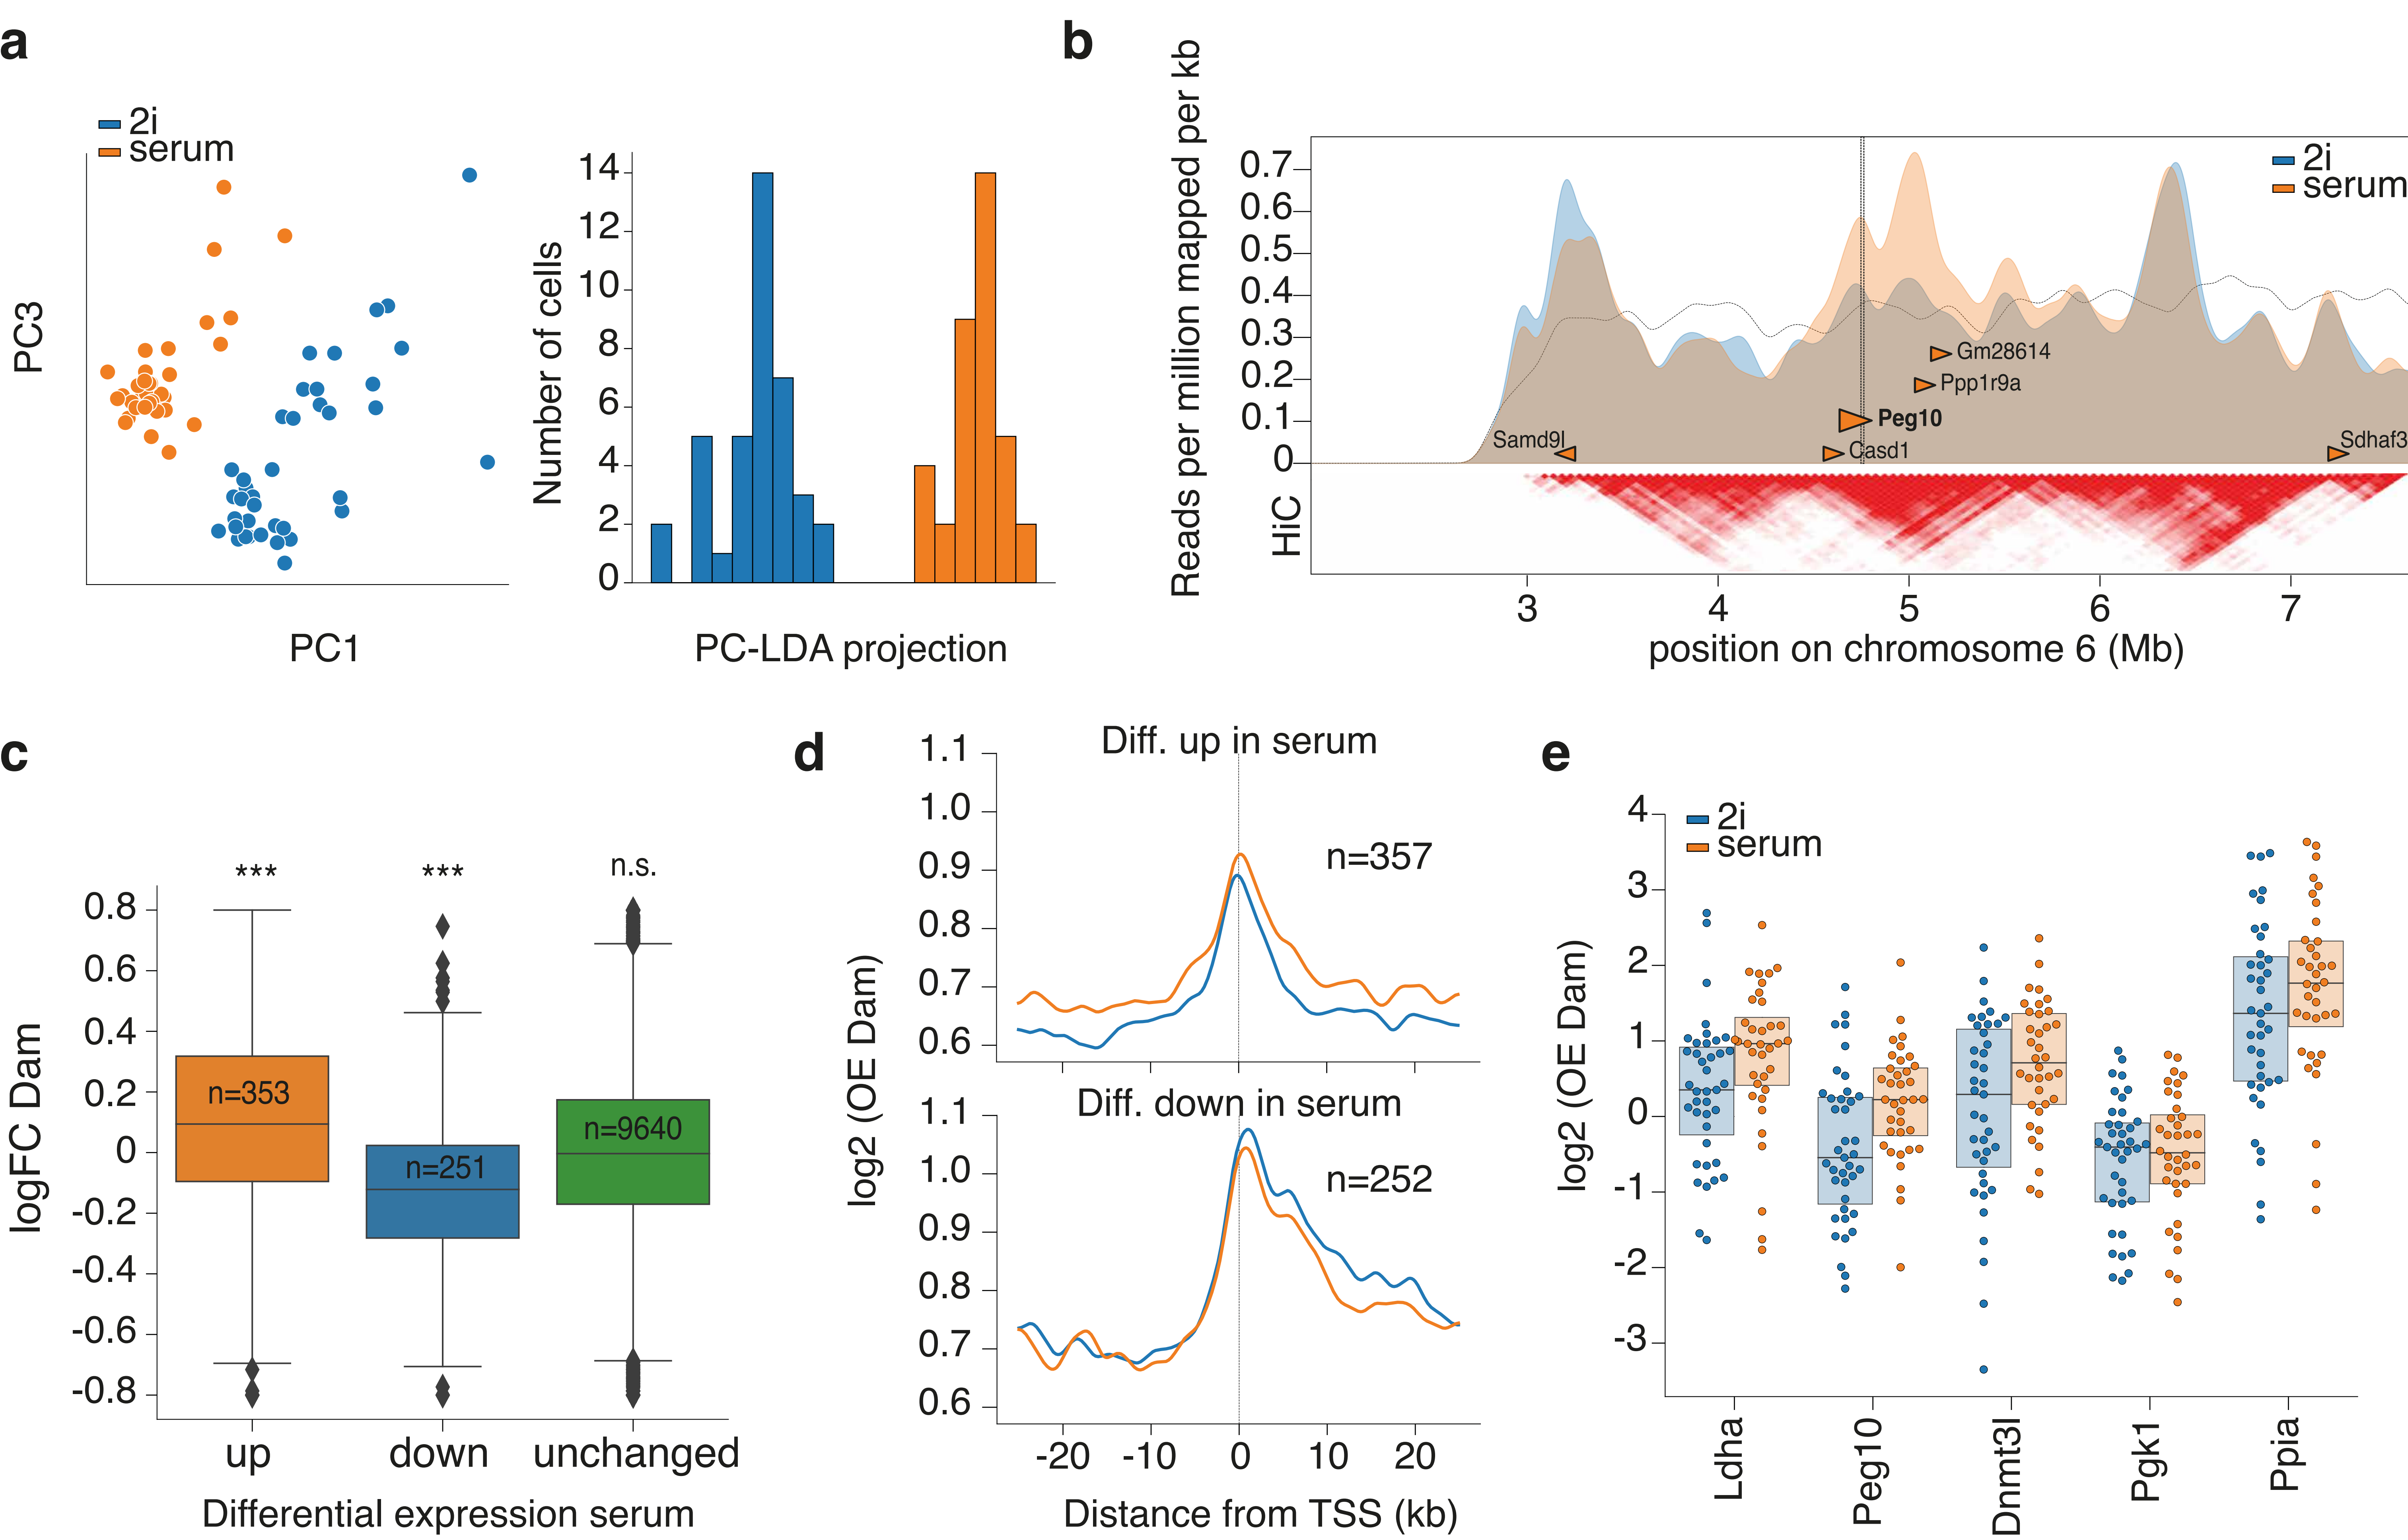 a
2i
serum
PC3
PC1
Number of cells
14
12
10
8
6
4
2
0
PC-LDA projection
b
Reads per million mapped per kb
0.7
0.6
0.5
0.4
0.3
0.2
0.1
0
2i
serum
Gm28614
Ppp1r9a
Peg10
Samd9l
Casd1
Sdhaf3
HiC
3 4 5 6 7
position on chromosome 6 (Mb)
c
logFC Dam
0.8
0.6
0.4
0.2
0
-0.2
-0.4
-0.6
-0.8
*** *** n.s.
n=353
n=251
n=9640
up down unchanged
Differential expression serum
d
log2 (OE Dam)
Diff. up in serum
1.1
1.0
0.9
0.8
0.7
0.6
n=357
Diff. down in serum
1.1
1.0
0.9
0.8
0.7
0.6
n=252
-20 -10 0 10 20
Distance from TSS (kb)
e
log2 (OE Dam)
4
3
2
1
0
-1
-2
-3
2i
serum
Ldha
Peg10
Dnmt3l
Pgk1
Ppia